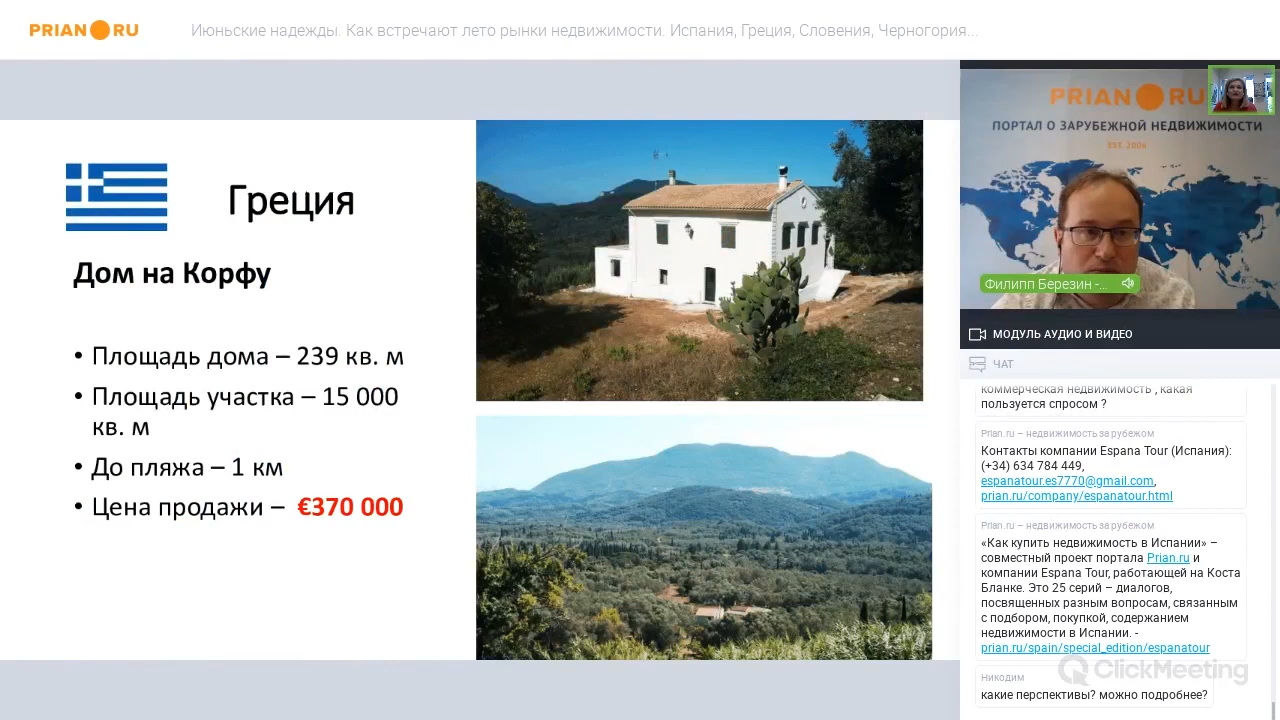 PRIAN RU
Июньские надежды. Как встречают лето рынки недвижимости. Испания, Греция, Словения, Черногория...
Греция
Дом на Корфу
• Площадь дома – 239 кв. м
• Площадь участка – 15 000
кв. м
• До пляжа – 1 км
• Цена продажи – €370 000
PRIAN RU
ПОРТАЛ О ЗАРУБЕЖНОЙ НЕДВИЖИМОСТИ
EST. 2006
Филипп Березин -...
МОДУЛЬ АУДИО И ВИДЕО
ЧАТ
коммерческая недвижимость , какая
пользуется спросом ?
Prian.ru – недвижимость за рубежом
Контакты компании Espana Tour (Испания):
(+34) 634 784 449,
espanatour.es7770@gmail.com,
prian.ru/company/espanatour.html
Prian.ru – недвижимость за рубежом
«Как купить недвижимость в Испании» –
совместный проект портала Prian.ru и
компании Espana Tour, работающей на Коста
Бланке. Это 25 серий – диалогов,
посвященных разным вопросам, связанным
с подбором, покупкой, содержанием
недвижимости в Испании. -
prian.ru/spain/special_edition/espanatour
ClickMeeting
Никодим
какие перспективы? можно подробнее?